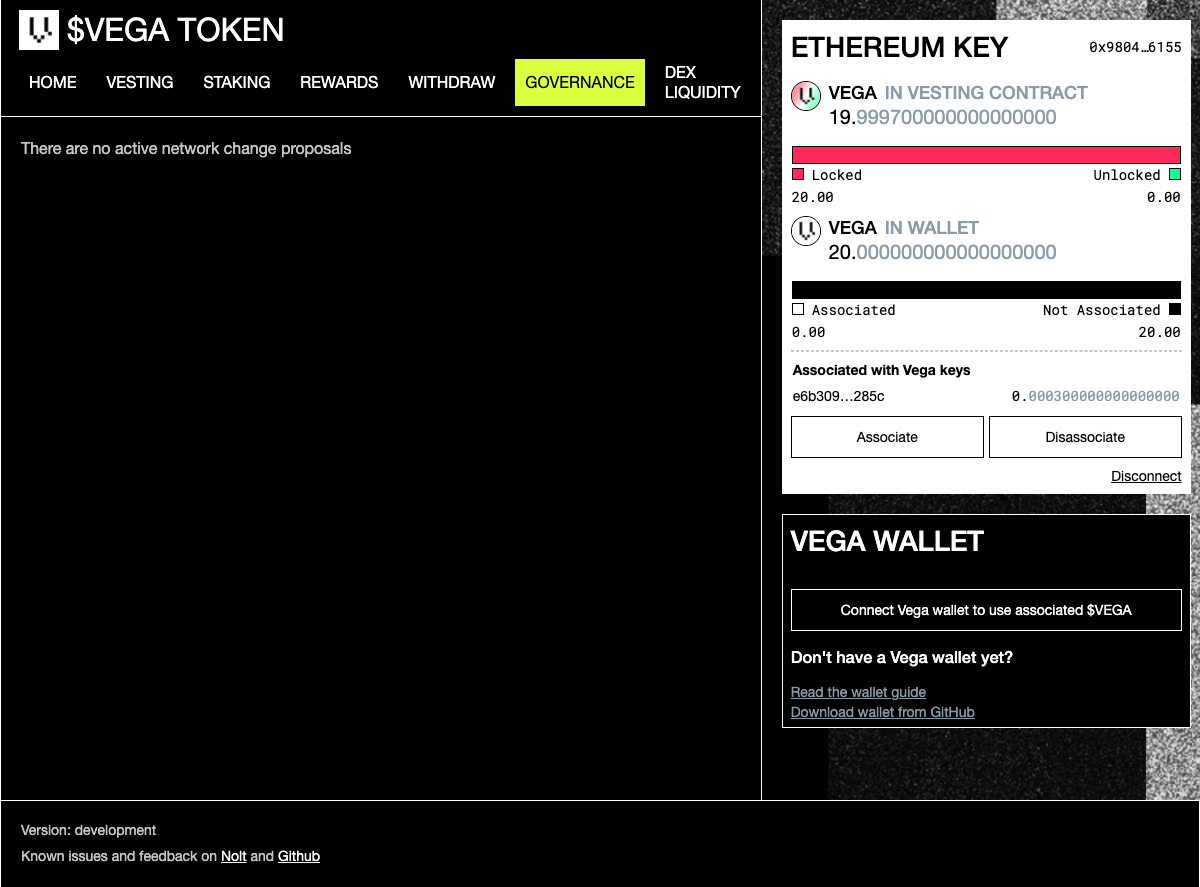 $VEGA TOKEN
HOME VESTING STAKING REWARDS WITHDRAW GOVERNANCE DEX LIQUIDITY
There are no active network change proposals
ETHEREUM KEY 0x9804…6155
VEGA IN VESTING CONTRACT
19.999700000000000000
Locked Unlocked
20.00 0.00
VEGA IN WALLET
20.000000000000000000
Associated Not Associated
0.00 20.00
Associated with Vega keys
e6b309…285c 0.000300000000000000
Associate Disassociate
Disconnect
VEGA WALLET
Connect Vega wallet to use associated $VEGA
Don't have a Vega wallet yet?
Read the wallet guide
Download wallet from GitHub
Version: development
Known issues and feedback on Nolt and Github